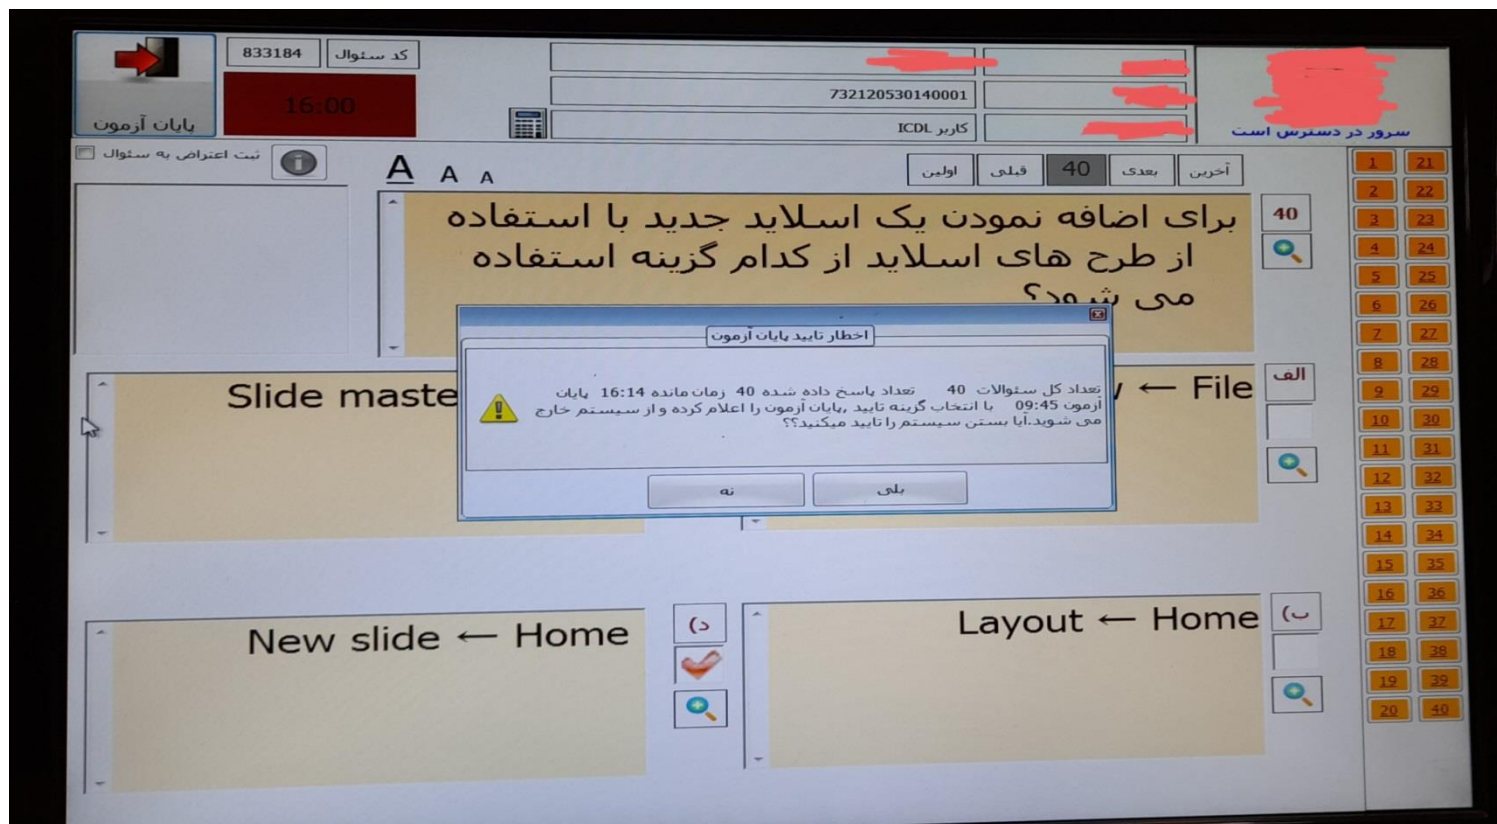 پایان آزمون
833184
کد سئوال
16:00
732120530140001
کاربر ICDL
سرور در دسترس است
ثبت اعتراض به سئوال
A A A
اولین
قبلی
40
بعدی
آخرین
40
برای اضافه نمودن یک اسلاید جدید با استفاده
از طرح های اسلاید از کدام گزینه استفاده
می شود؟
اخطار تایید پایان آزمون
تعداد کل سئوالات 40 تعداد پاسخ داده شده 40 زمان مانده 16:14 پایان
آزمون 09:45 با انتخاب گزینه تایید ,پایان آزمون را اعلام کرده و از سیستم خارج
می شوید.آیا بستن سیستم را تایید میکنید؟؟
بلی
نه
الف
← File
Slide maste
ب)
Layout ← Home
د)
New slide ← Home
1 21
2 22
3 23
4 24
5 25
6 26
7 27
8 28
9 29
10 30
11 31
12 32
13 33
14 34
15 35
16 36
17 37
18 38
19 39
20 40